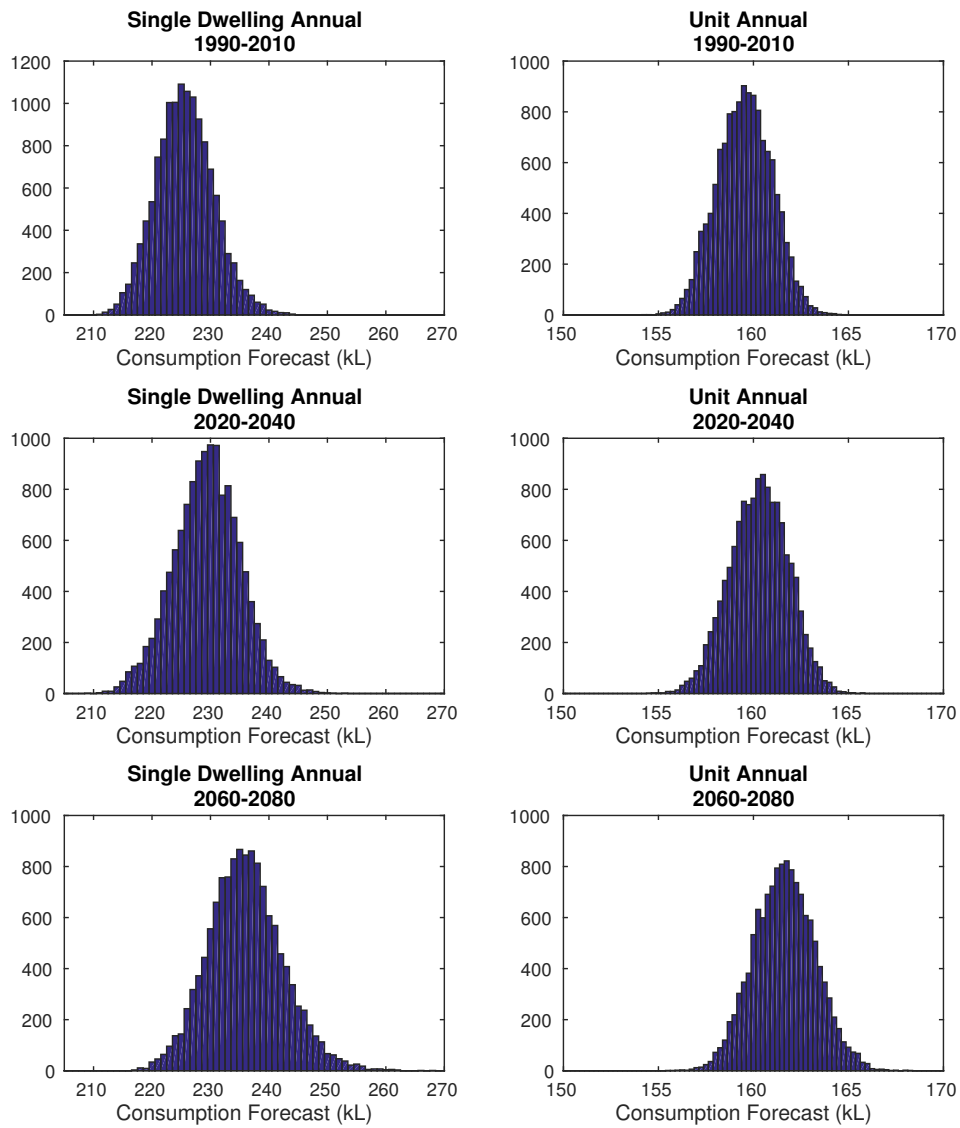 Single Dwelling Annual
1990-2010
1200
1000
800
600
400
200
0
210 220 230 240 250 260 270
Consumption Forecast (kL)
Unit Annual
1990-2010
1000
800
600
400
200
0
150 155 160 165 170
Consumption Forecast (kL)
Single Dwelling Annual
2020-2040
1000
800
600
400
200
0
210 220 230 240 250 260 270
Consumption Forecast (kL)
Unit Annual
2020-2040
1000
800
600
400
200
0
150 155 160 165 170
Consumption Forecast (kL)
Single Dwelling Annual
2060-2080
1000
800
600
400
200
0
210 220 230 240 250 260 270
Consumption Forecast (kL)
Unit Annual
2060-2080
1000
800
600
400
200
0
150 155 160 165 170
Consumption Forecast (kL)